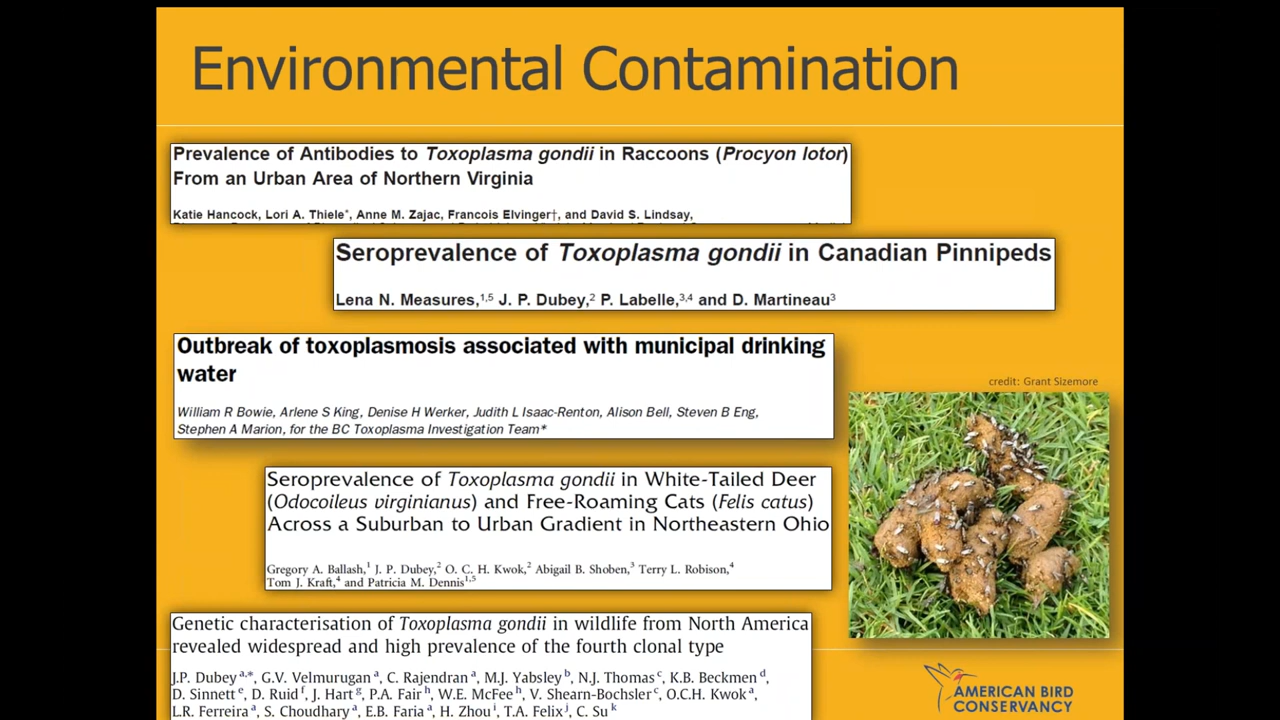 Environmental Contamination
Prevalence of Antibodies to Toxoplasma gondii in Raccoons (Procyon lotor)
From an Urban Area of Northern Virginia
Katie Hancock, Lori A. Thiele*, Anne M. Zajac, Francois Elvinger†, and David S. Lindsay,
Seroprevalence of Toxoplasma gondii in Canadian Pinnipeds
Lena N. Measures,1,5 J. P. Dubey,2 P. Labelle,3,4 and D. Martineau3
Outbreak of toxoplasmosis associated with municipal drinking
water
William R Bowie, Arlene S King, Denise H Werker, Judith L Isaac-Renton, Alison Bell, Steven B Eng,
Stephen A Marion, for the BC Toxoplasma Investigation Team*
credit: Grant Sizemore
Seroprevalence of Toxoplasma gondii in White-Tailed Deer
(Odocoileus virginianus) and Free-Roaming Cats (Felis catus)
Across a Suburban to Urban Gradient in Northeastern Ohio
Gregory A. Ballash,1 J. P. Dubey,2 O. C. H. Kwok,2 Abigail B. Shoben,3 Terry L. Robison,4
Tom J. Kraft,4 and Patricia M. Dennis1,5
Genetic characterisation of Toxoplasma gondii in wildlife from North America
revealed widespread and high prevalence of the fourth clonal type
J.P. Dubey a,*, G.V. Velmurugan a, C. Rajendran a, M.J. Yabsley b, N.J. Thomas c, K.B. Beckmen d,
D. Sinnett e, D. Ruid f, J. Hart g, P.A. Fair h, W.E. McFee h, V. Shearn-Bochsler c, O.C.H. Kwok a,
L.R. Ferreira a, S. Choudhary a, E.B. Faria a, H. Zhou i, T.A. Felix j, C. Su k
AMERICAN BIRD
CONSERVANCY